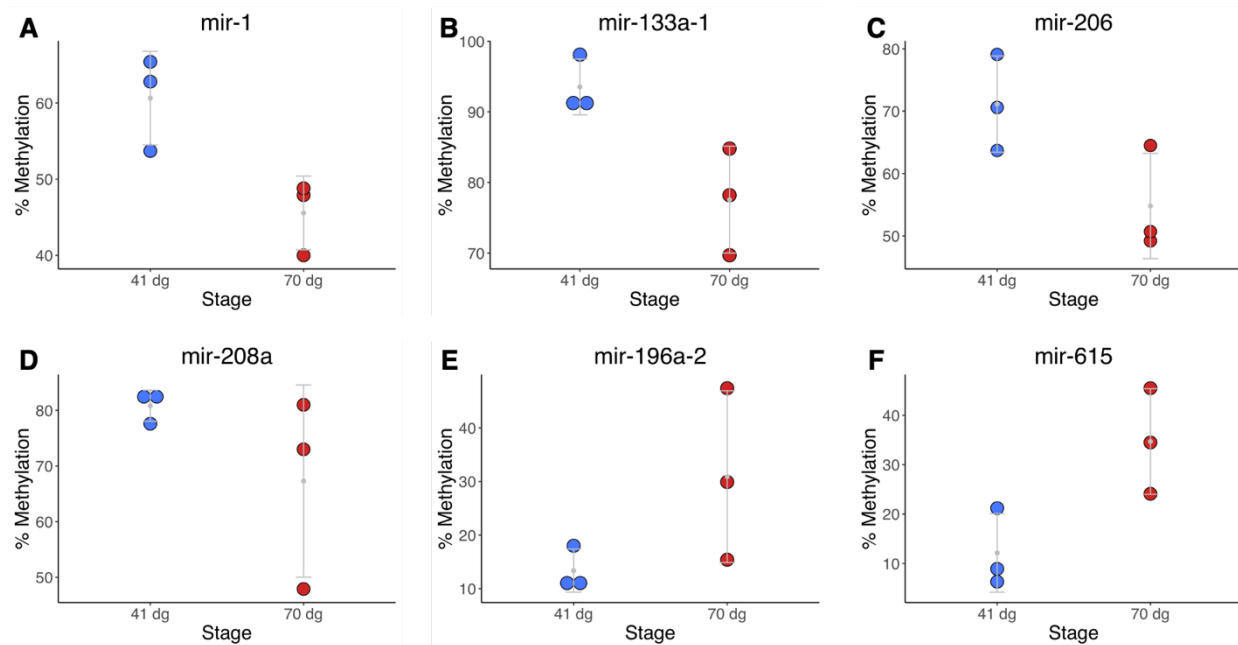 A mir-1
% Methylation
60
50
40
41 dg 70 dg
Stage
B mir-133a-1
% Methylation
100
90
80
70
41 dg 70 dg
Stage
C mir-206
% Methylation
80
70
60
50
41 dg 70 dg
Stage
D mir-208a
% Methylation
80
70
60
50
41 dg 70 dg
Stage
E mir-196a-2
% Methylation
40
30
20
10
41 dg 70 dg
Stage
F mir-615
% Methylation
40
30
20
10
41 dg 70 dg
Stage